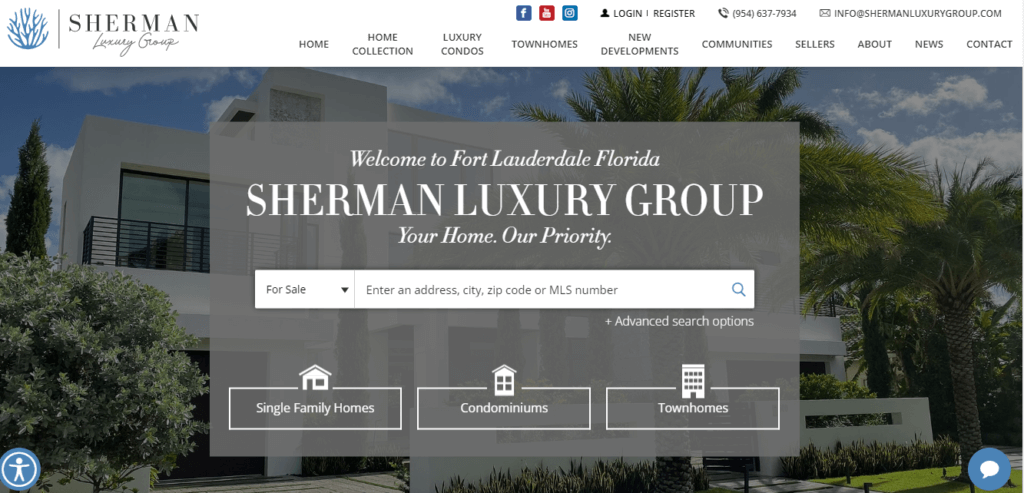 SHERMAN
Luxury Group
LOGIN | REGISTER
(954) 637-7934
INFO@SHERMANLUXURYGROUP.COM
HOME
HOME COLLECTION
LUXURY CONDOS
TOWNHOMES
NEW DEVELOPMENTS
COMMUNITIES
SELLERS
ABOUT
NEWS
CONTACT
Welcome to Fort Lauderdale Florida
SHERMAN LUXURY GROUP
Your Home. Our Priority.
For Sale
Enter an address, city, zip code or MLS number
+ Advanced search options
Single Family Homes
Condominiums
Townhomes